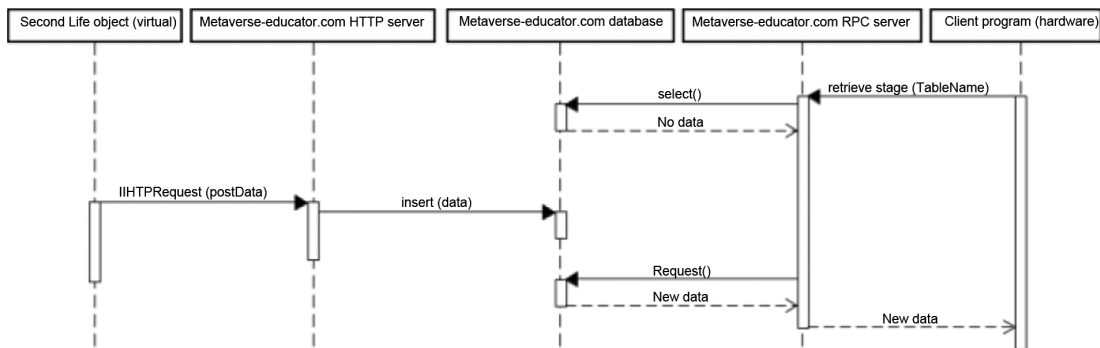 Second Life object (virtual)
Metaverse-educator.com HTTP server
Metaverse-educator.com database
Metaverse-educator.com RPC server
Client program (hardware)
retrieve stage (TableName)
select()
No data
IIHTPRequest (postData)
insert (data)
Request()
New data
New data